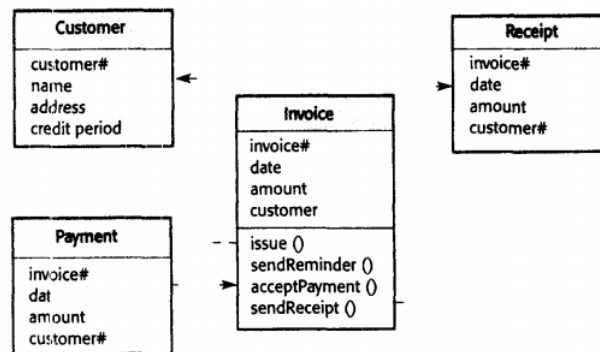 Customer
customer#
name
address
credit period
Receipt
invoice#
date
amount
customer#
Invoice
invoice#
date
amount
customer
issue ()
sendReminder ()
acceptPayment ()
sendReceipt ()
Payment
invoice#
dat
amount
customer#